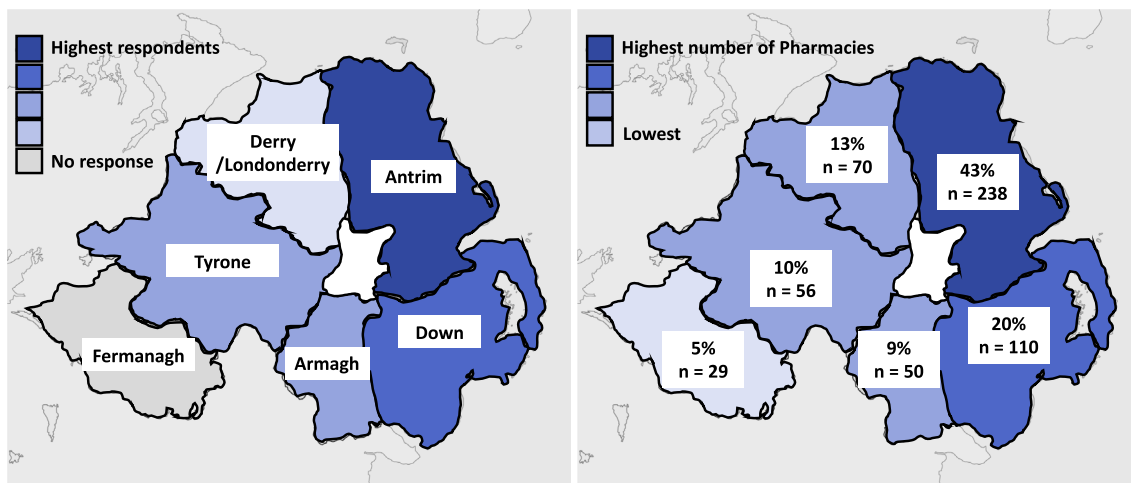 Highest respondents
No response
Derry
/Londonderry
Antrim
Tyrone
Down
Fermanagh
Armagh
Highest number of Pharmacies
Lowest
13%
n = 70
43%
n = 238
10%
n = 56
20%
n = 110
5%
n = 29
9%
n = 50